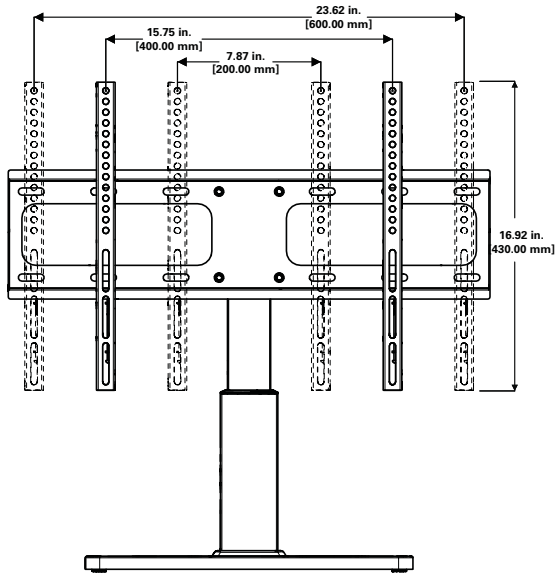 23.62 in.
[600.00 mm]
15.75 in.
[400.00 mm]
7.87 in.
[200.00 mm]
16.92 in.
[430.00 mm]